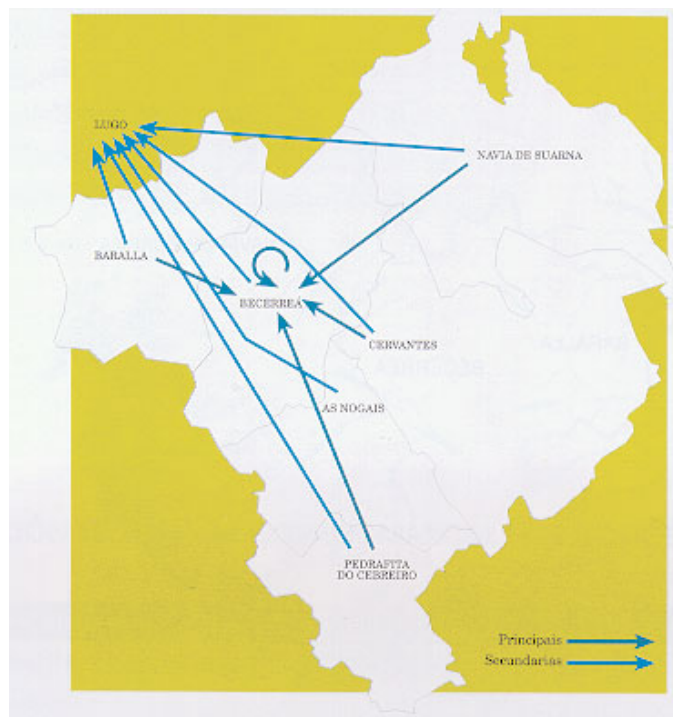 LUGO
NAVIA DE SUARNA
BARALLA
BECERREÁ
CERVANTES
AS NOGAIS
PEDRAFITA
DO CEBREIRO
Principais
Secundarias